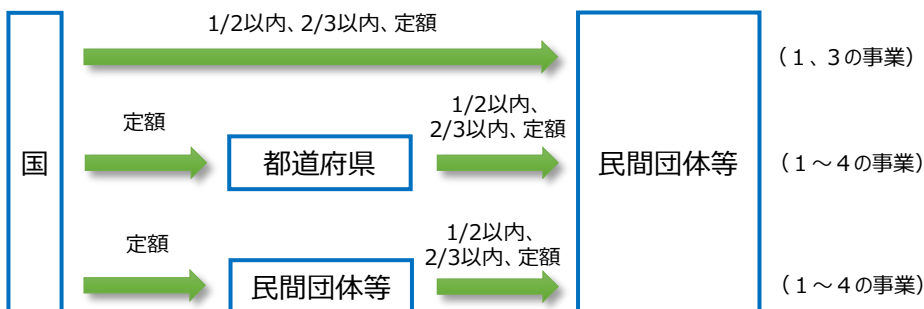 1/2以内、2/3以内、定額
（１、３の事業）
国
定額
都道府県
1/2以内、
2/3以内、定額
民間団体等
（１～４の事業）
定額
民間団体等
1/2以内、
2/3以内、定額
（１～４の事業）